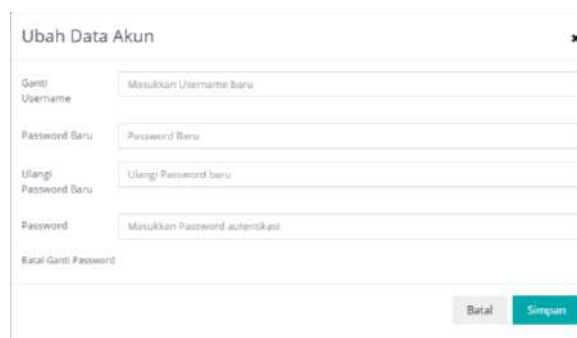 Ubah Data Akun
Ganti
Username
Masukkan Username baru
Password Baru
Password Baru
Ulangi
Password Baru
Ulangi Password baru
Password
Masukkan Password autentikasi
Batal Ganti Password
Batal
Simpan